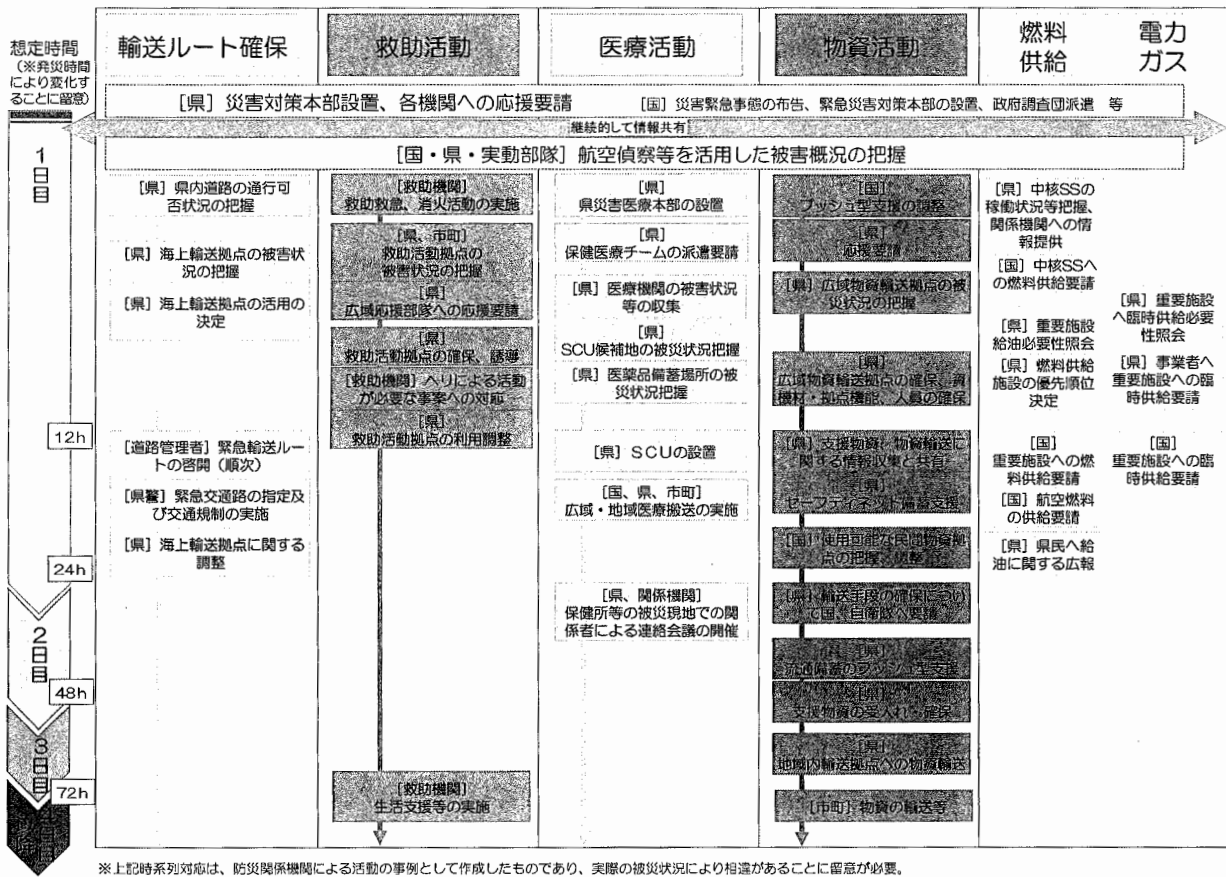 想定時間
(※発災時間
により変化す
ることに留意)
輸送ルート確保
救助活動
医療活動
物資活動
燃料
供給
電力
ガス
[県] 災害対策本部設置、各機関への応援要請
[国] 災害緊急事態の布告、緊急災害対策本部の設置、政府調査団派遣 等
継続的して情報共有
[国・県・実動部隊] 航空偵察等を活用した被害概況の把握
1
日
目
12h
24h
2
日
目
48h
3
日
目
72h
[県] 県内道路の通行可
否状況の把握
[県] 海上輸送拠点の被害状
況の把握
[県] 海上輸送拠点の活用の
決定
[道路管理者] 緊急輸送ルー
トの啓開(順次)
[県警] 緊急交通路の指定及
び交通規制の実施
[県] 海上輸送拠点に関する
調整
[救助機関]
救助救急、消火活動の実施
[県、市町]
救助活動拠点の
被害状況の把握
[県]
広域応援部隊への応援要請
[県]
救助活動拠点の確保、誘導
[救助機関] ヘリによる活動
が必要な事案への対応
[県]
救助活動拠点の利用調整
[救助機関]
生活支援等の実施
[県]
県災害医療本部の設置
[県]
保健医療チームの派遣要請
[県] 医療機関の被害状況
等の収集
[県]
SCU候補地の被災状況把握
[県] 医薬品備蓄場所の被
災状況把握
[県] SCUの設置
[国、県、市町]
広域・地域医療搬送の実施
[県、関係機関]
保健所等の被災現地での関
係者による連絡会議の開催
[国]
プッシュ型支援の調整
[県]
応援要請
[県] 広域物資輸送拠点の被
災状況の把握
[県]
広域物資輸送拠点の確保、資
機材・拠点機能、人員の確保
[県] 支援物資・物資輸送に
関する情報収集と共有
[県]
セーフティネット備蓄支援
[国] 使用可能な民間物資拠
点の把握、調整
[県] 輸送手段の確保につい
て国、自衛隊へ要請
[県]
流通備蓄のプッシュ型支援
[県]
支援物資の受入れ・確保
[県]
地域内輸送拠点への物資輸送
[市町] 物資の輸送等
[県] 中核SSの
稼働状況等把握、
関係機関への情
報提供
[国] 中核SSへ
の燃料供給要請
[県] 重要施設
給油必要性照会
[県] 燃料供給
施設の優先順位
決定
[国]
重要施設への燃
料供給要請
[国] 航空燃料
の供給要請
[県] 県民へ給
油に関する広報
[県] 重要施設
へ臨時供給必要
性照会
[県] 事業者へ
重要施設への臨
時供給要請
[国]
重要施設への臨
時供給要請
※上記時系列対応は、防災関係機関による活動の事例として作成したものであり、実際の被災状況により相違があることに留意が必要。